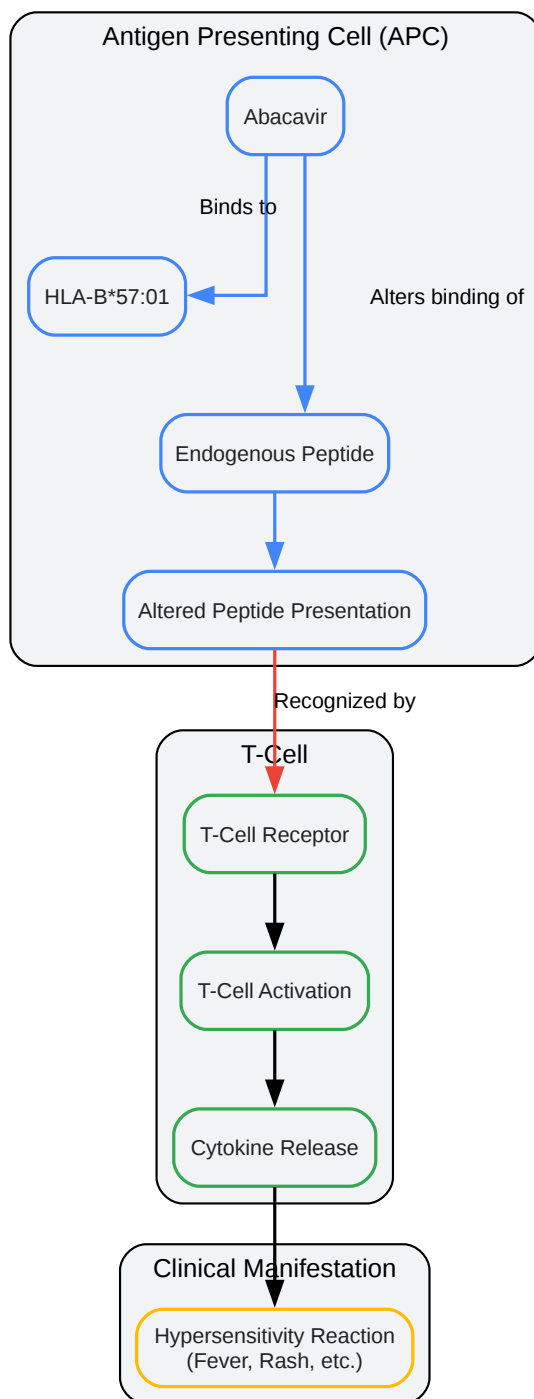 Antigen Presenting Cell (APC)
Abacavir
Binds to
HLA-B*57:01
Alters binding of
Endogenous Peptide
Altered Peptide Presentation
Recognized by
T-Cell
T-Cell Receptor
T-Cell Activation
Cytokine Release
Clinical Manifestation
Hypersensitivity Reaction
(Fever, Rash, etc.)